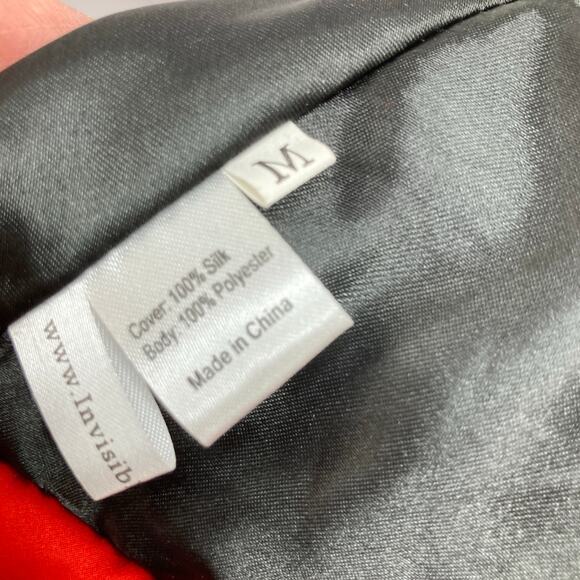 M
Cover: 100% Silk
Body: 100% Polyester
Made in China
www.Invisib